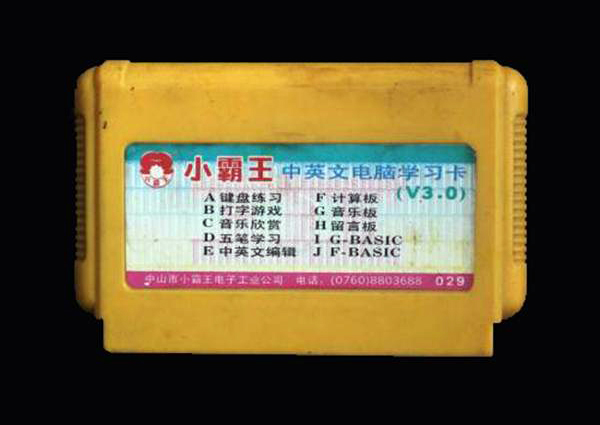 小霸王 中英文电脑学习卡
(V3.0)
A 键盘练习 F 计算板
B 打字游戏 G 音乐板
C 音乐欣赏 H 留言板
D 五笔学习 I G-BASIC
E 中英文编辑 J F-BASIC
中山市小霸王电子工业公司 电话:(0760)8803688 029